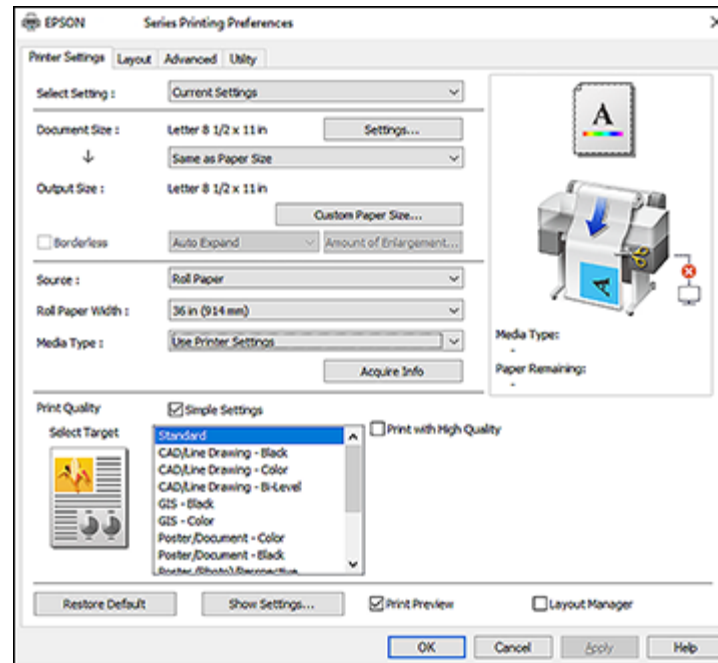 EPSON Series Printing Preferences
Printer Settings Layout Advanced Utility
Select Setting : Current Settings
Document Size : Letter 8 1/2 x 11 in Settings...
Same as Paper Size
Output Size : Letter 8 1/2 x 11 in
Custom Paper Size...
Borderless Auto Expand Amount of Enlargement...
Source : Roll Paper
Roll Paper Width : 36 in (914 mm)
Media Type : Use Printer Settings
Acquire Info
A
A
Media Type:
-
Paper Remaining:
-
Print Quality Simple Settings
Select Target
Standard
CAD/Line Drawing - Black
CAD/Line Drawing - Color
CAD/Line Drawing - Bi-Level
GIS - Black
GIS - Color
Poster/Document - Color
Poster/Document - Black
Poster (Photo)/Perspective
Print with High Quality
Restore Default Show Settings... Print Preview Layout Manager
OK Cancel Apply Help